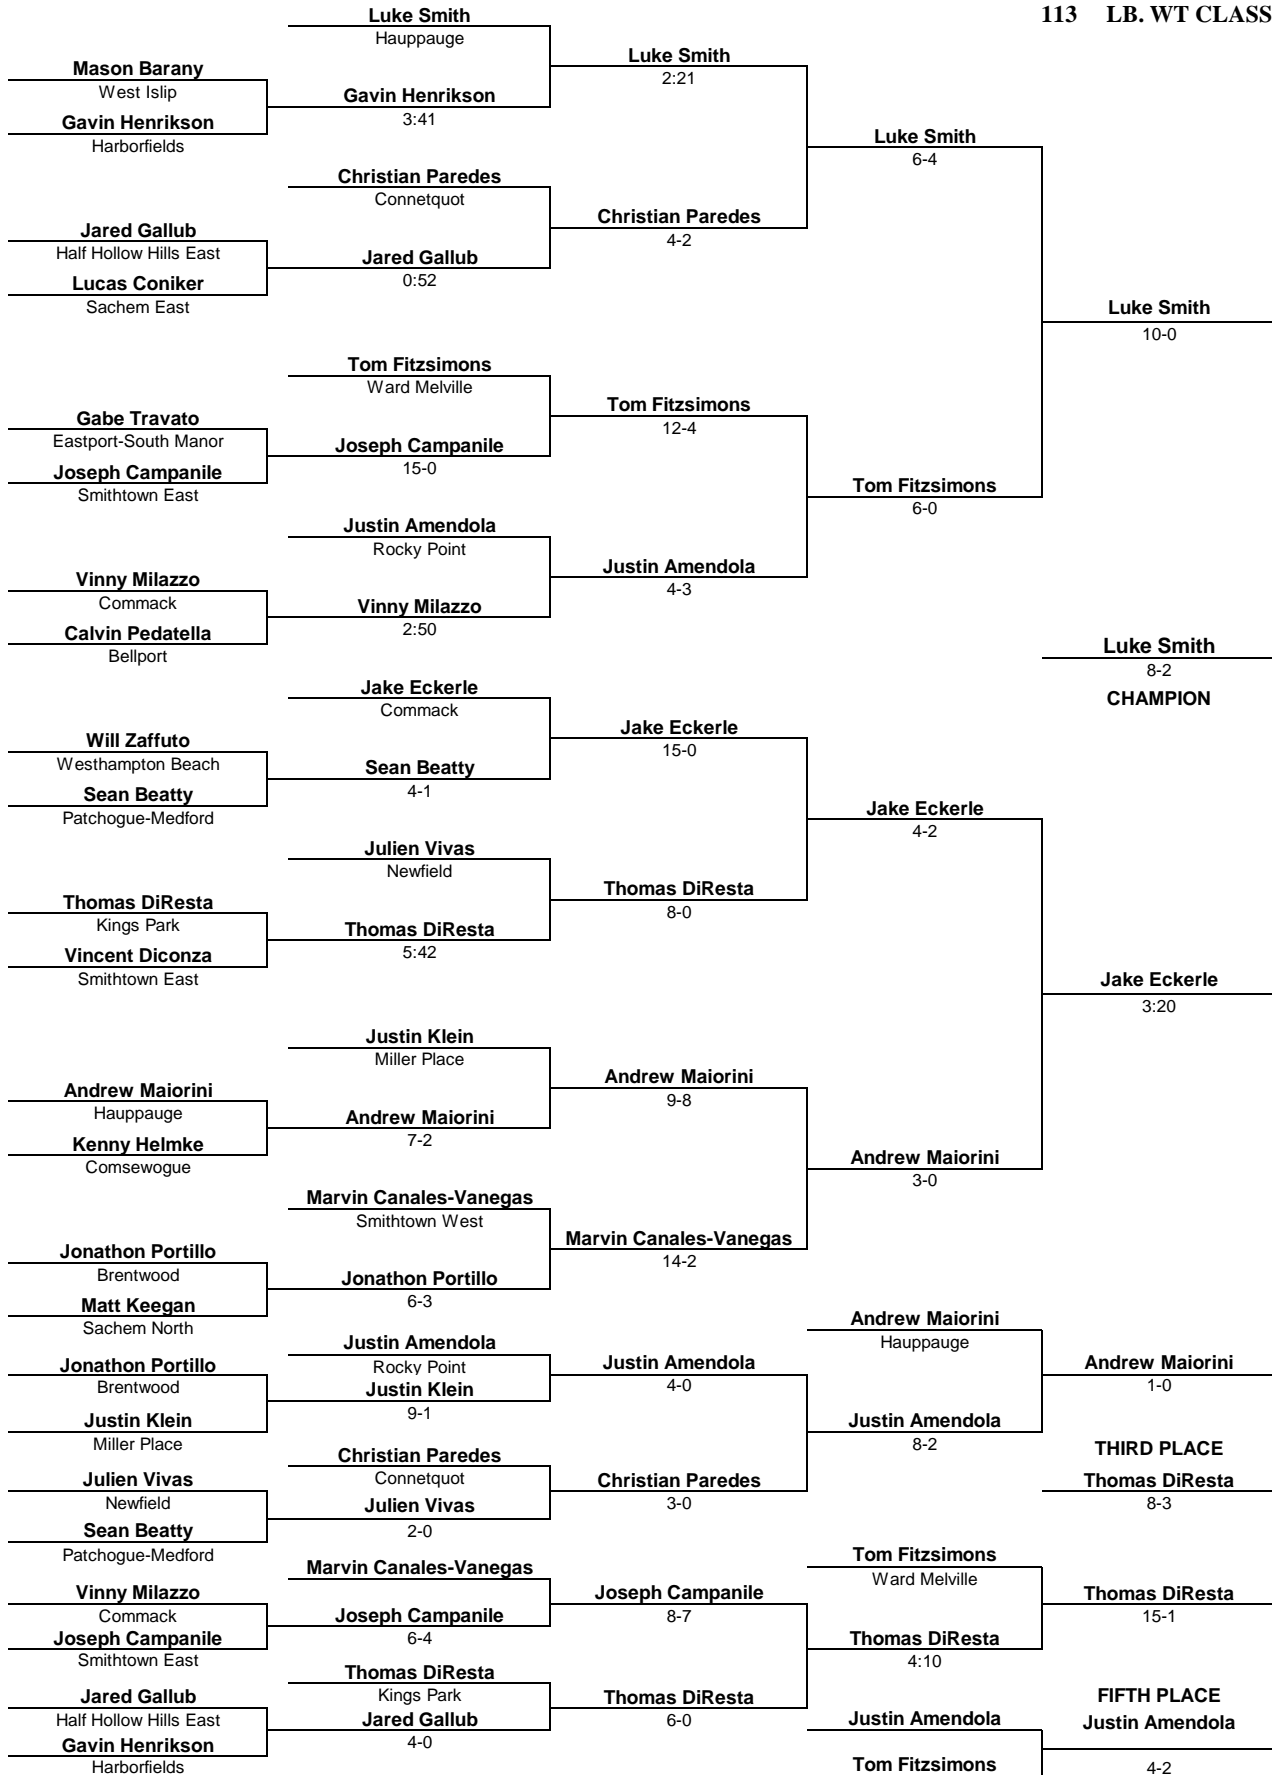 113 LB. WT CLASS
Luke Smith
Hauppauge
Luke Smith
2:21
Mason Barany
West Islip
Gavin Henrikson
3:41
Gavin Henrikson
Harborfields
Luke Smith
6-4
Christian Paredes
Connetquot
Christian Paredes
4-2
Jared Gallub
Half Hollow Hills East
Jared Gallub
0:52
Lucas Coniker
Sachem East
Luke Smith
10-0
Tom Fitzsimons
Ward Melville
Tom Fitzsimons
12-4
Gabe Travato
Eastport-South Manor
Joseph Campanile
15-0
Joseph Campanile
Smithtown East
Tom Fitzsimons
6-0
Justin Amendola
Rocky Point
Justin Amendola
4-3
Vinny Milazzo
Commack
Vinny Milazzo
2:50
Calvin Pedatella
Bellport
Luke Smith
8-2
CHAMPION
Jake Eckerle
Commack
Jake Eckerle
15-0
Will Zaffuto
Westhampton Beach
Sean Beatty
4-1
Sean Beatty
Patchogue-Medford
Jake Eckerle
4-2
Julien Vivas
Newfield
Thomas DiResta
8-0
Thomas DiResta
Kings Park
Thomas DiResta
5:42
Vincent Diconza
Smithtown East
Jake Eckerle
3:20
Justin Klein
Miller Place
Andrew Maiorini
9-8
Andrew Maiorini
Hauppauge
Andrew Maiorini
7-2
Kenny Helmke
Comsewogue
Andrew Maiorini
3-0
Marvin Canales-Vanegas
Smithtown West
Marvin Canales-Vanegas
14-2
Jonathon Portillo
Brentwood
Jonathon Portillo
6-3
Matt Keegan
Sachem North
Andrew Maiorini
Hauppauge
Justin Amendola
Rocky Point
Justin Amendola
4-0
Andrew Maiorini
1-0
Jonathon Portillo
Brentwood
Justin Klein
9-1
Justin Klein
Miller Place
Justin Amendola
8-2
THIRD PLACE
Christian Paredes
Connetquot
Christian Paredes
3-0
Thomas DiResta
8-3
Julien Vivas
Newfield
Julien Vivas
2-0
Sean Beatty
Patchogue-Medford
Tom Fitzsimons
Ward Melville
Marvin Canales-Vanegas
Joseph Campanile
8-7
Thomas DiResta
15-1
Vinny Milazzo
Commack
Joseph Campanile
6-4
Joseph Campanile
Smithtown East
Thomas DiResta
4:10
Thomas DiResta
Kings Park
Thomas DiResta
6-0
FIFTH PLACE
Jared Gallub
Half Hollow Hills East
Jared Gallub
4-0
Justin Amendola
Justin Amendola
Gavin Henrikson
Harborfields
Tom Fitzsimons
4-2